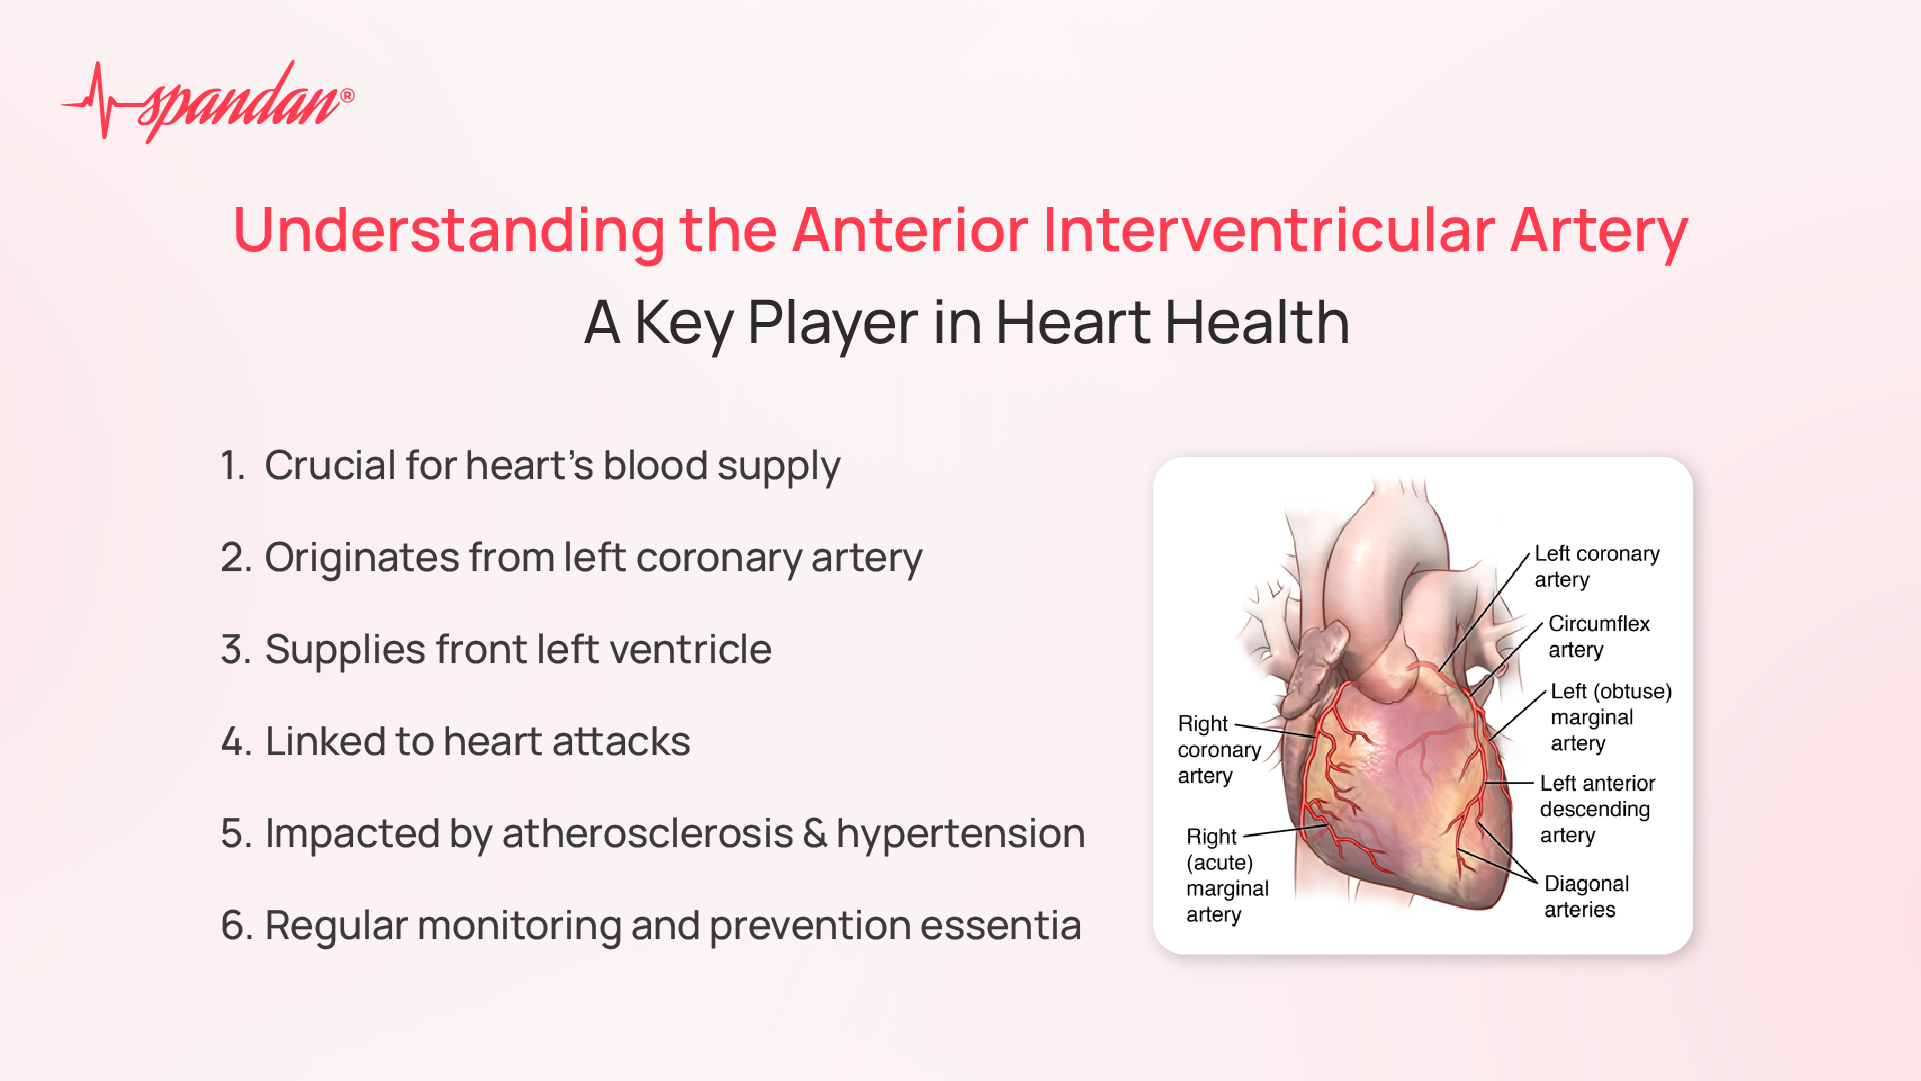 spandan®
Understanding the Anterior Interventricular Artery
A Key Player in Heart Health
1. Crucial for heart’s blood supply
2. Originates from left coronary artery
3. Supplies front left ventricle
4. Linked to heart attacks
5. Impacted by atherosclerosis & hypertension
6. Regular monitoring and prevention essentia
Left coronary
artery
Circumflex
artery
Left (obtuse)
marginal
artery
Left anterior
descending
artery
Diagonal
arteries
Right
coronary
artery
Right
(acute)
marginal
artery